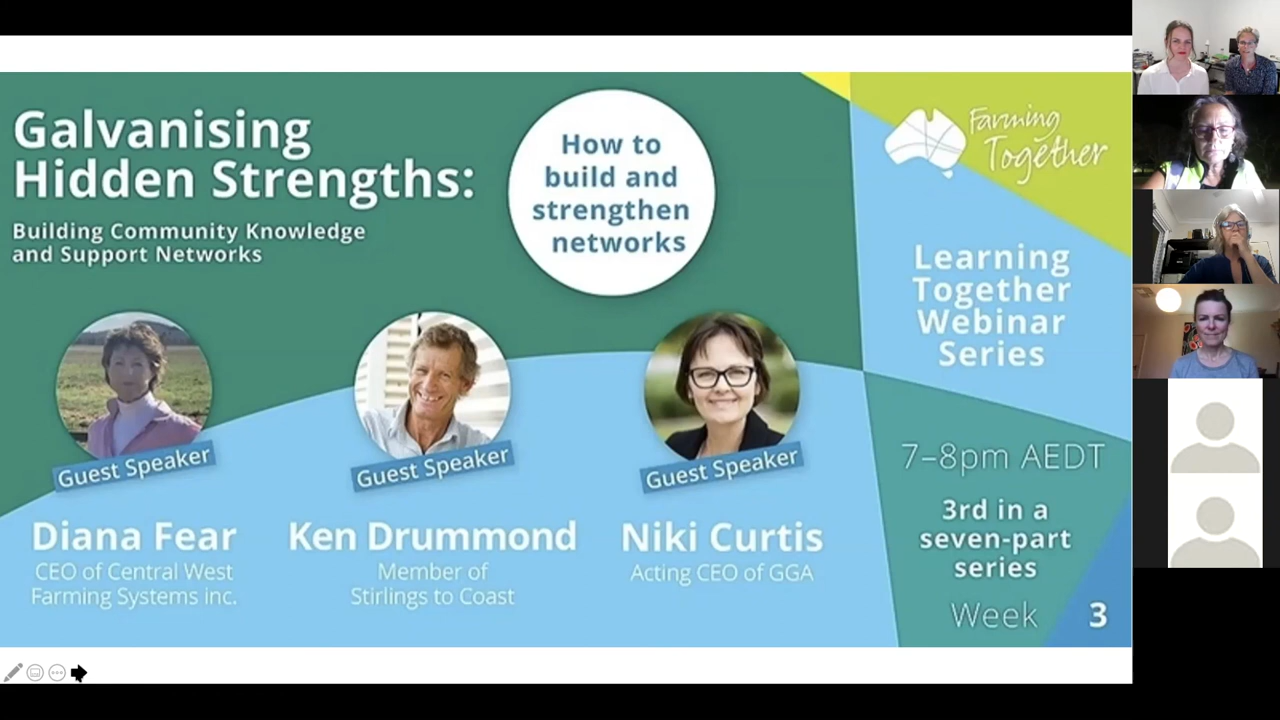 Galvanising
Hidden Strengths:
Building Community Knowledge
and Support Networks
How to
build and
strengthen
networks
Farming
Together
Learning
Together
Webinar
Series
Guest Speaker
Guest Speaker
Guest Speaker
Diana Fear
CEO of Central West
Farming Systems inc.
Ken Drummond
Member of
Stirlings to Coast
Niki Curtis
Acting CEO of GGA
7–8pm AEDT
3rd in a
seven-part
series
Week 3